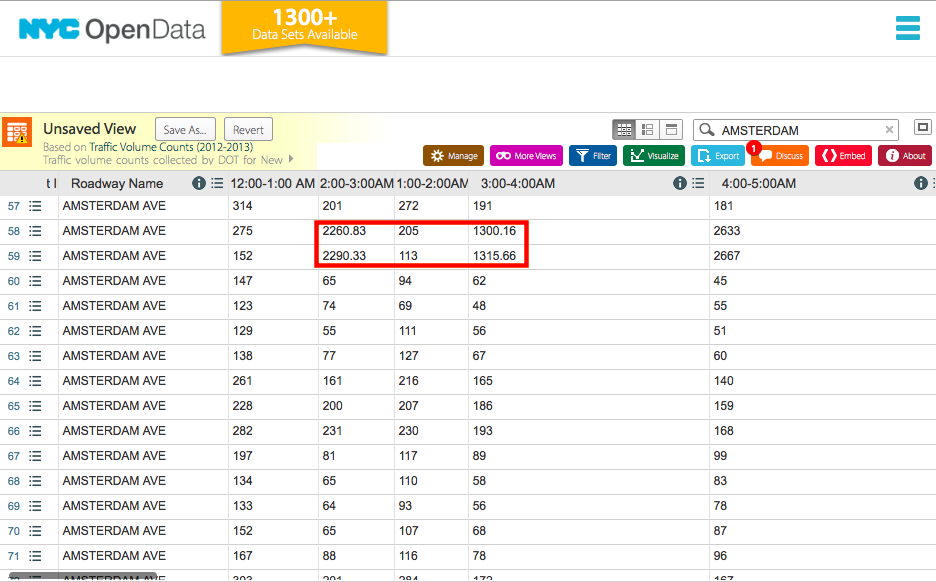 NYC OpenData
1300+
Data Sets Available
Unsaved View
Save As...
Revert
Based on Traffic Volume Counts (2012-2013)
Traffic volume counts collected by DOT for New
AMSTERDAM
Manage
More Views
Filter
Visualize
Export
1
Discuss
Embed
About
t I Roadway Name 12:00-1:00 AM 2:00-3:00AM 1:00-2:00AM 3:00-4:00AM 4:00-5:00AM
57 AMSTERDAM AVE 314 201 272 191 181
58 AMSTERDAM AVE 275 2260.83 205 1300.16 2633
59 AMSTERDAM AVE 152 2290.33 113 1315.66 2667
60 AMSTERDAM AVE 147 65 94 62 45
61 AMSTERDAM AVE 123 74 69 48 55
62 AMSTERDAM AVE 129 55 111 56 51
63 AMSTERDAM AVE 138 77 127 67 60
64 AMSTERDAM AVE 261 161 216 165 140
65 AMSTERDAM AVE 228 200 207 186 159
66 AMSTERDAM AVE 282 231 230 193 168
67 AMSTERDAM AVE 197 81 117 89 99
68 AMSTERDAM AVE 134 65 110 58 83
69 AMSTERDAM AVE 133 64 93 56 78
70 AMSTERDAM AVE 152 65 107 68 87
71 AMSTERDAM AVE 167 88 116 78 96
AMSTERDAM AVE